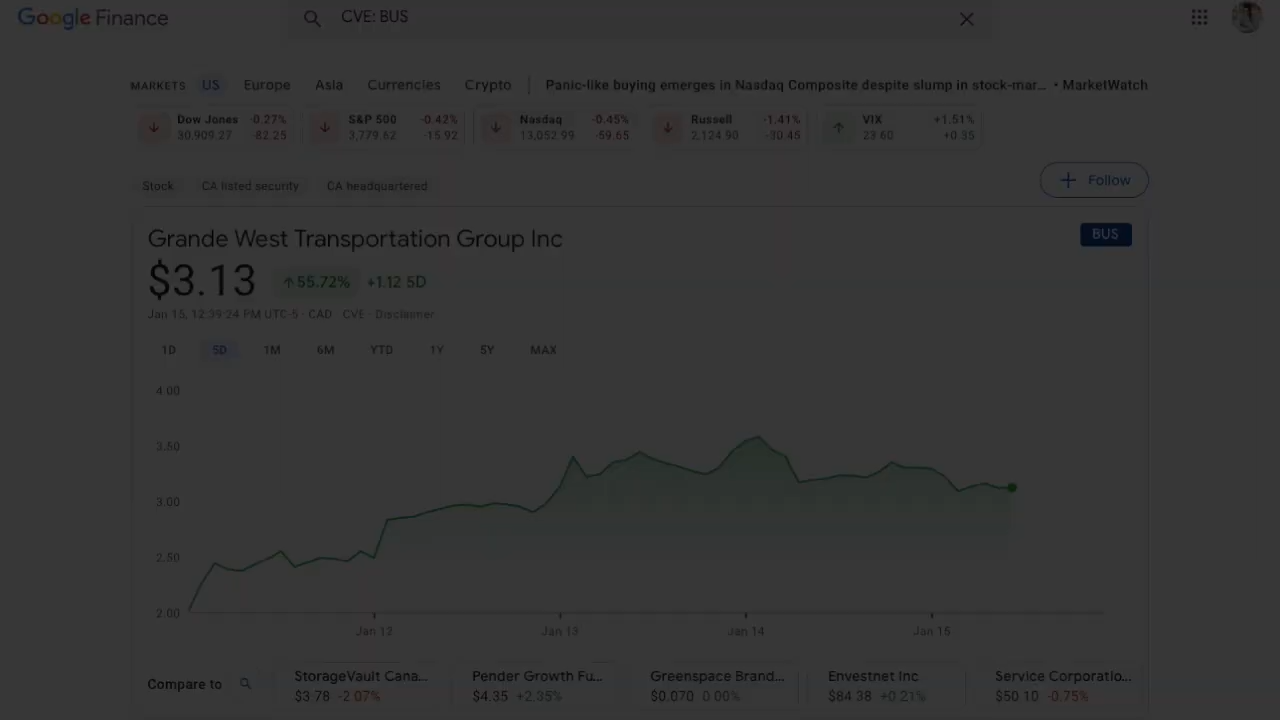 Google Finance
CVE: BUS
MARKETS US Europe Asia Currencies Crypto Panic-like buying emerges in Nasdaq Composite despite slump in stock-mar... • MarketWatch
Dow Jones -0.27% S&P 500 -0.42% Nasdaq -0.45% Russell -1.41% VIX +1.51%
30,909.27 -82.25 3,779.62 -15.92 13,052.99 -59.65 2,124.90 -30.45 23.60 +0.35
Stock CA listed security CA headquartered
Follow
Grande West Transportation Group Inc
BUS
$3.13 ↑55.72% +1.12 5D
Jan 15, 12:39:24 PM UTC-5 · CAD · CVE · Disclaimer
1D 5D 1M 6M YTD 1Y 5Y MAX
4.00
3.50
3.00
2.50
2.00
Jan 12 Jan 13 Jan 14 Jan 15
Compare to
StorageVault Cana... Pender Growth Fu... Greenspace Brand... Envestnet Inc Service Corporatio...
$3.78 -2.07% $4.35 +2.35% $0.070 0.00% $84.38 +0.21% $50.10 -0.75%